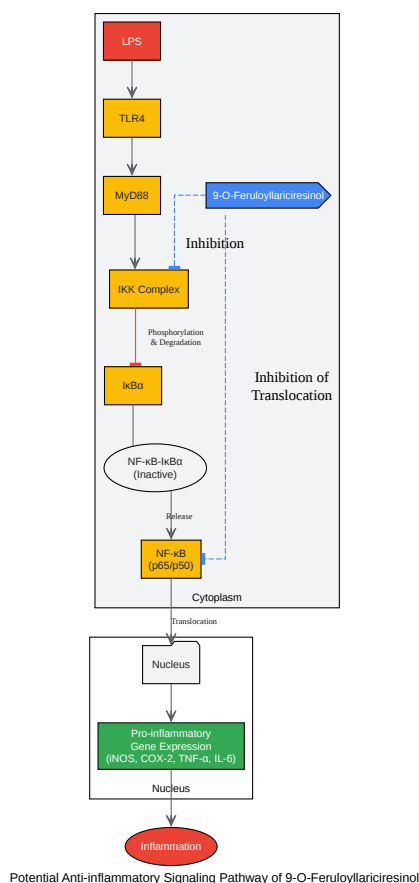 LPS
TLR4
MyD88
9-O-Feruloyllariciresinol
Inhibition
IKK Complex
Phosphorylation
& Degradation
IκBα
Inhibition of
Translocation
NF-κB-IκBα
(Inactive)
Release
NF-κB
(p65/p50)
Cytoplasm
Translocation
Nucleus
Pro-inflammatory
Gene Expression
(iNOS, COX-2, TNF-α, IL-6)
Nucleus
Inflammation
Potential Anti-inflammatory Signaling Pathway of 9-O-Feruloyllariciresinol